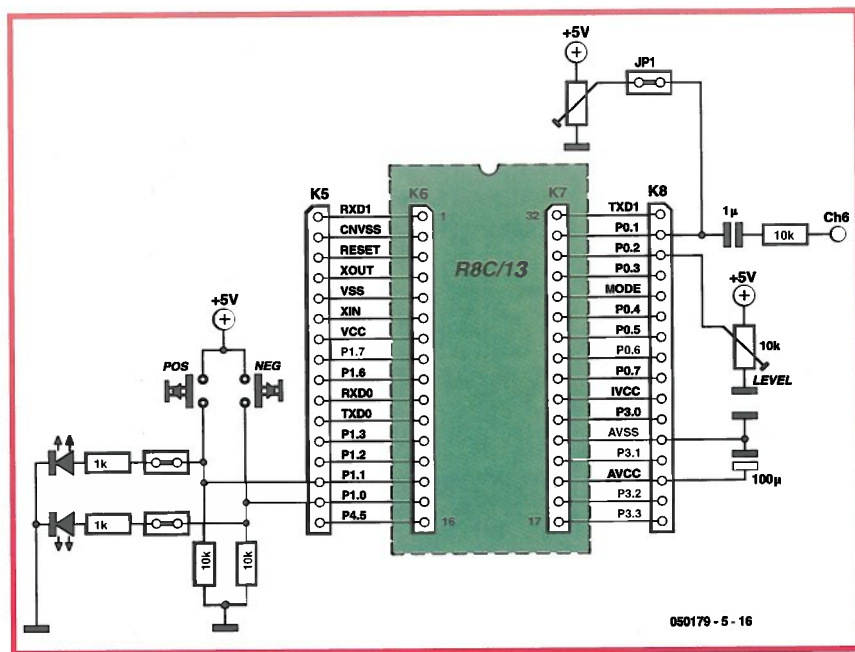 +5V
JP1
K5
K6
K7
K8
RXD1
CNVSS
RESET
XOUT
VSS
XIN
VCC
P1.7
P1.6
RXD0
TXD0
P1.3
P1.2
P1.1
P1.0
P4.5
1
16
R8C/13
32
17
TXD1
P0.1
P0.2
P0.3
MODE
P0.4
P0.5
P0.6
P0.7
IVCC
P3.0
AVSS
P3.1
AVCC
P3.2
P3.3
1µ
10k
Ch6
+5V
10k
LEVEL
100µ
+5V
POS
NEG
1k
1k
10k
10k
050179 - 5 - 16